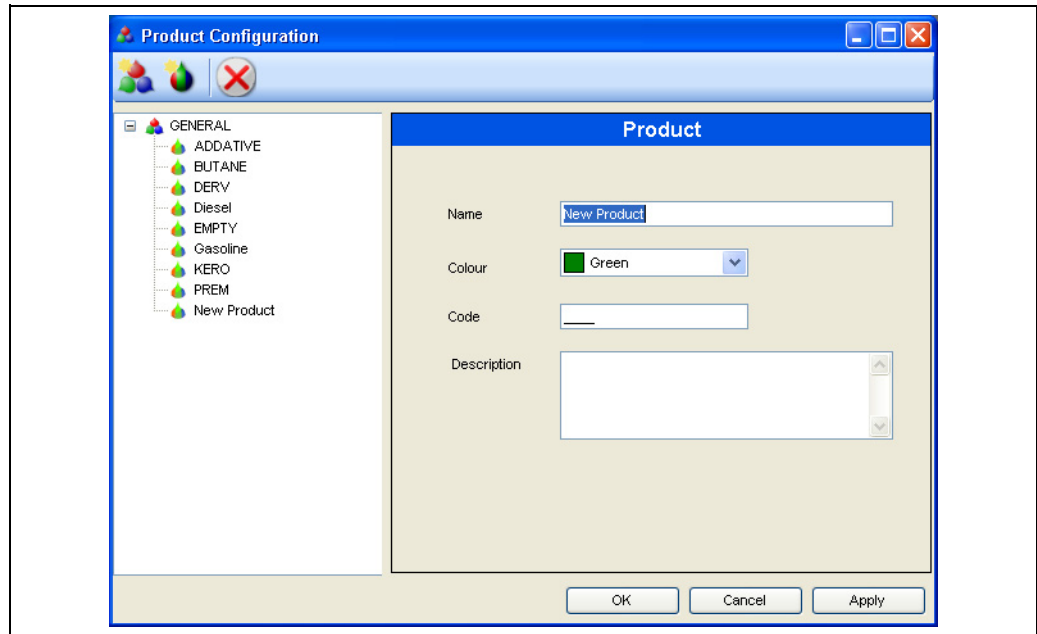 Product Configuration
GENERAL
ADDATIVE
BUTANE
DERV
Diesel
EMPTY
Gasoline
KERO
PREM
New Product
Product
Name
New Product
Colour
Green
Code
____
Description
OK
Cancel
Apply